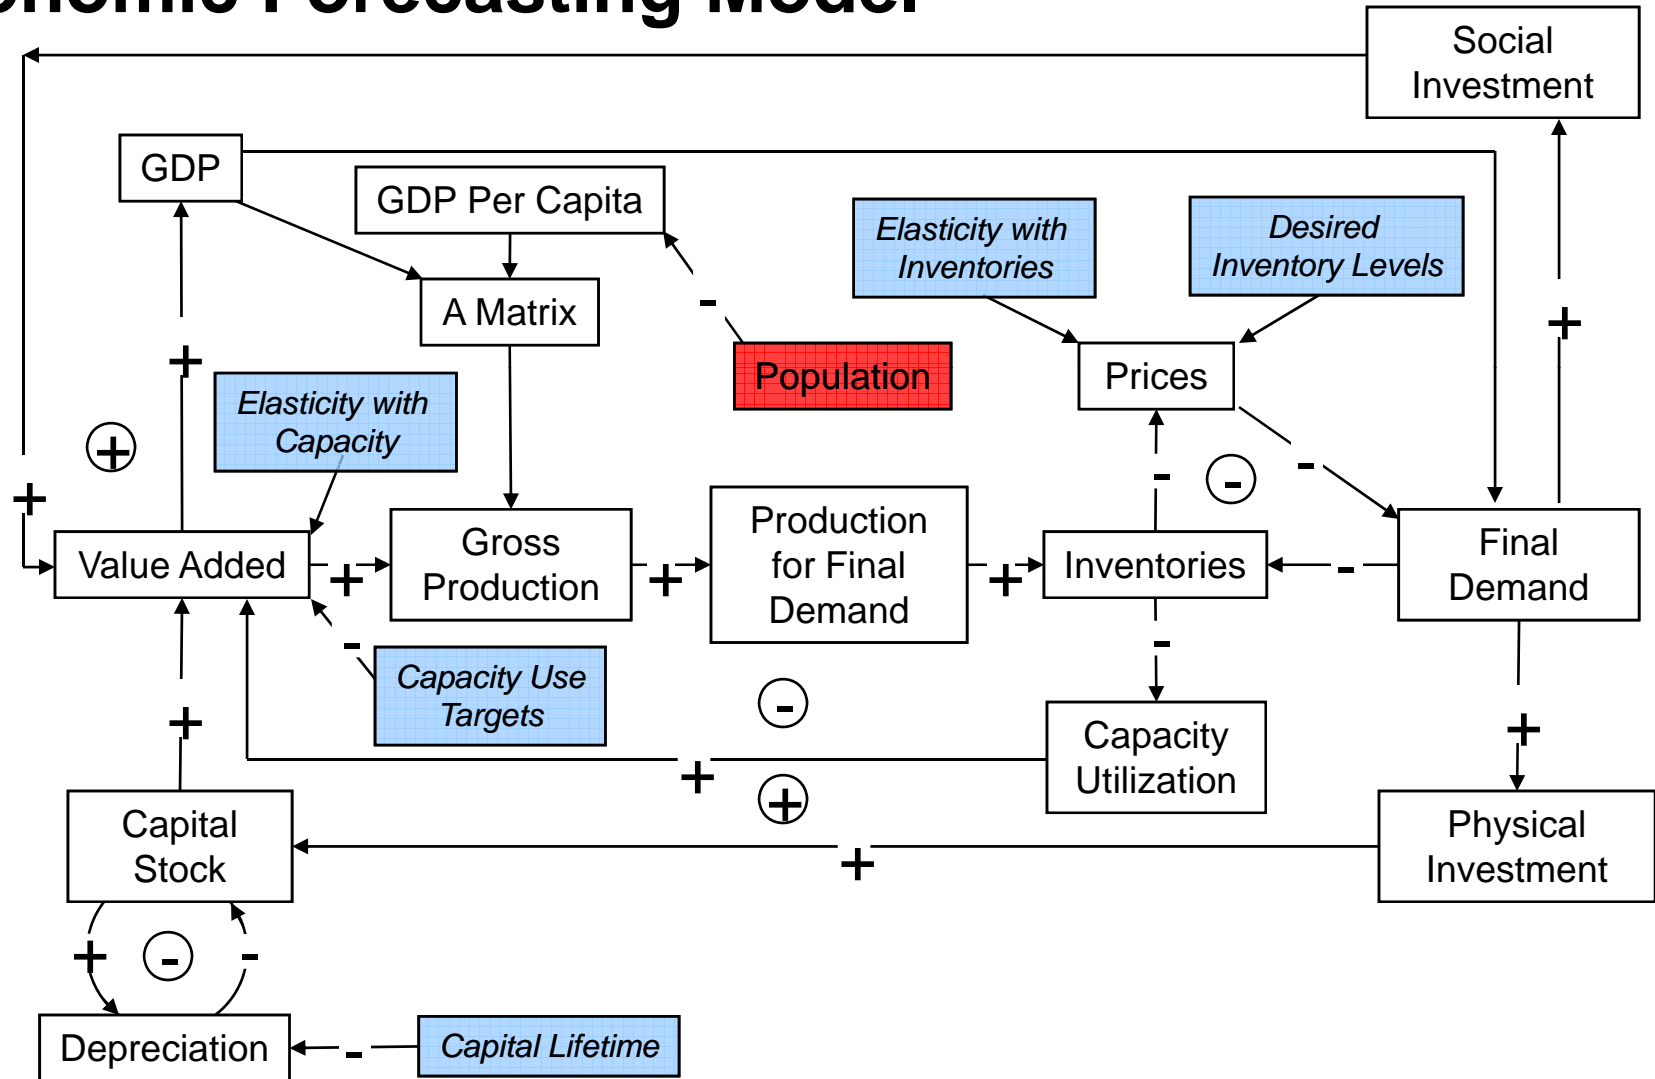 Forecasting Model
Social
Investment
GDP
GDP Per Capita
Elasticity with
Inventories
Desired
Inventory Levels
A Matrix
-
+
Population
Prices
+
Elasticity with
Capacity
+
-
-
-
+
Value Added
+
Gross
Production
+
Production
for Final
Demand
+
Inventories
-
Final
Demand
-
-
Capacity Use
Targets
-
+
+
Capacity
Utilization
+
+
Capital
Stock
+
Physical
Investment
+
-
-
Depreciation
-
Capital Lifetime